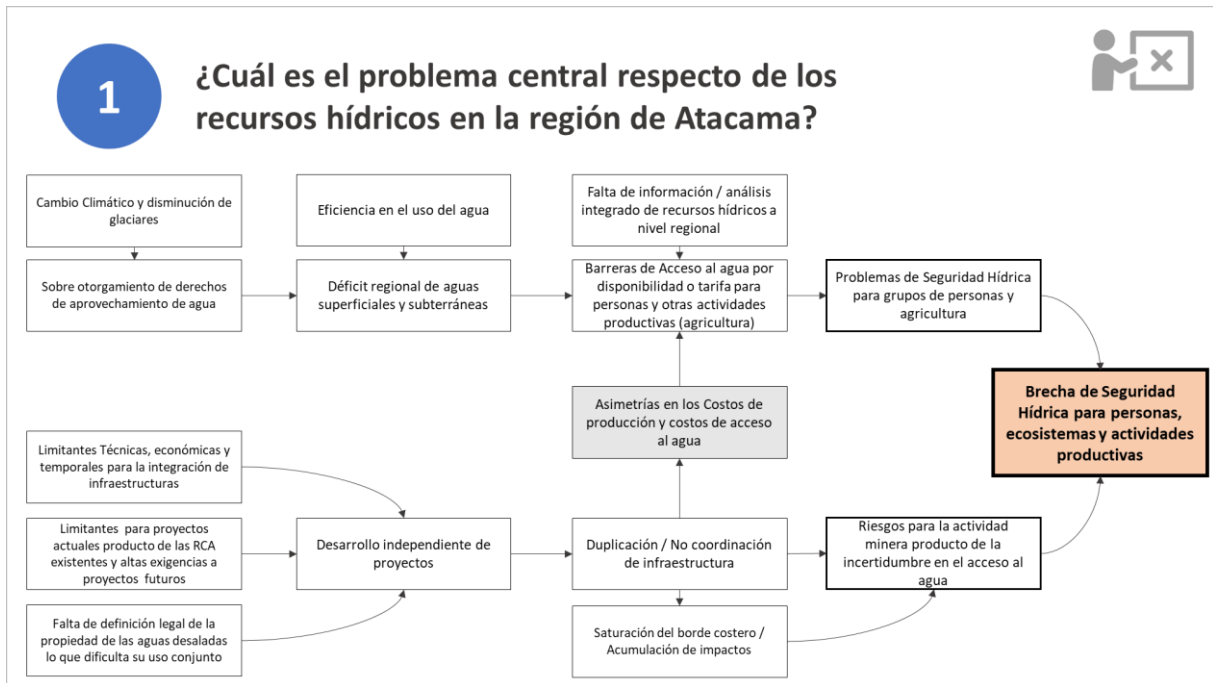 1
¿Cuál es el problema central respecto de los
recursos hídricos en la región de Atacama?
Cambio Climático y disminución de
glaciares
Eficiencia en el uso del agua
Falta de información / análisis
integrado de recursos hídricos a
nivel regional
Sobre otorgamiento de derechos
de aprovechamiento de agua
Déficit regional de aguas
superficiales y subterráneas
Barreras de Acceso al agua por
disponibilidad o tarifa para
personas y otras actividades
productivas (agricultura)
Problemas de Seguridad Hídrica
para grupos de personas y
agricultura
Asimetrías en los Costos de
producción y costos de acceso
al agua
Brecha de Seguridad
Hídrica para personas,
ecosistemas y actividades
productivas
Limitantes Técnicas, económicas y
temporales para la integración de
infraestructuras
Limitantes para proyectos
actuales producto de las RCA
existentes y altas exigencias a
proyectos futuros
Desarrollo independiente de
proyectos
Duplicación / No coordinación
de infraestructura
Riesgos para la actividad
minera producto de la
incertidumbre en el acceso al
agua
Falta de definición legal de la
propiedad de las aguas desaladas
lo que dificulta su uso conjunto
Saturación del borde costero /
Acumulación de impactos